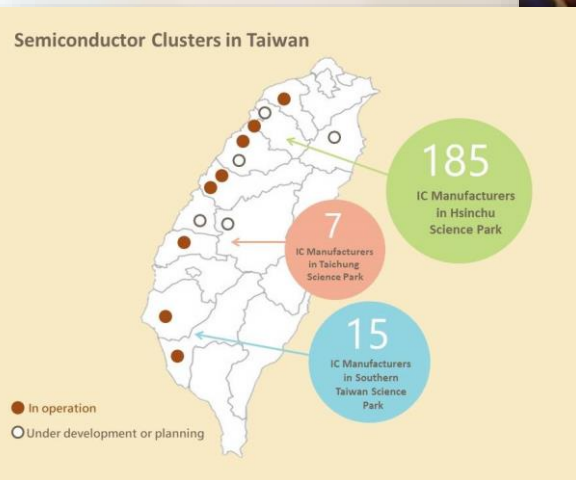 Semiconductor Clusters in Taiwan
185
IC Manufacturers
in Hsinchu
Science Park
7
IC Manufacturers
in Taichung
Science Park
15
IC Manufacturers
in Southern
Taiwan Science
Park
In operation
Under development or planning